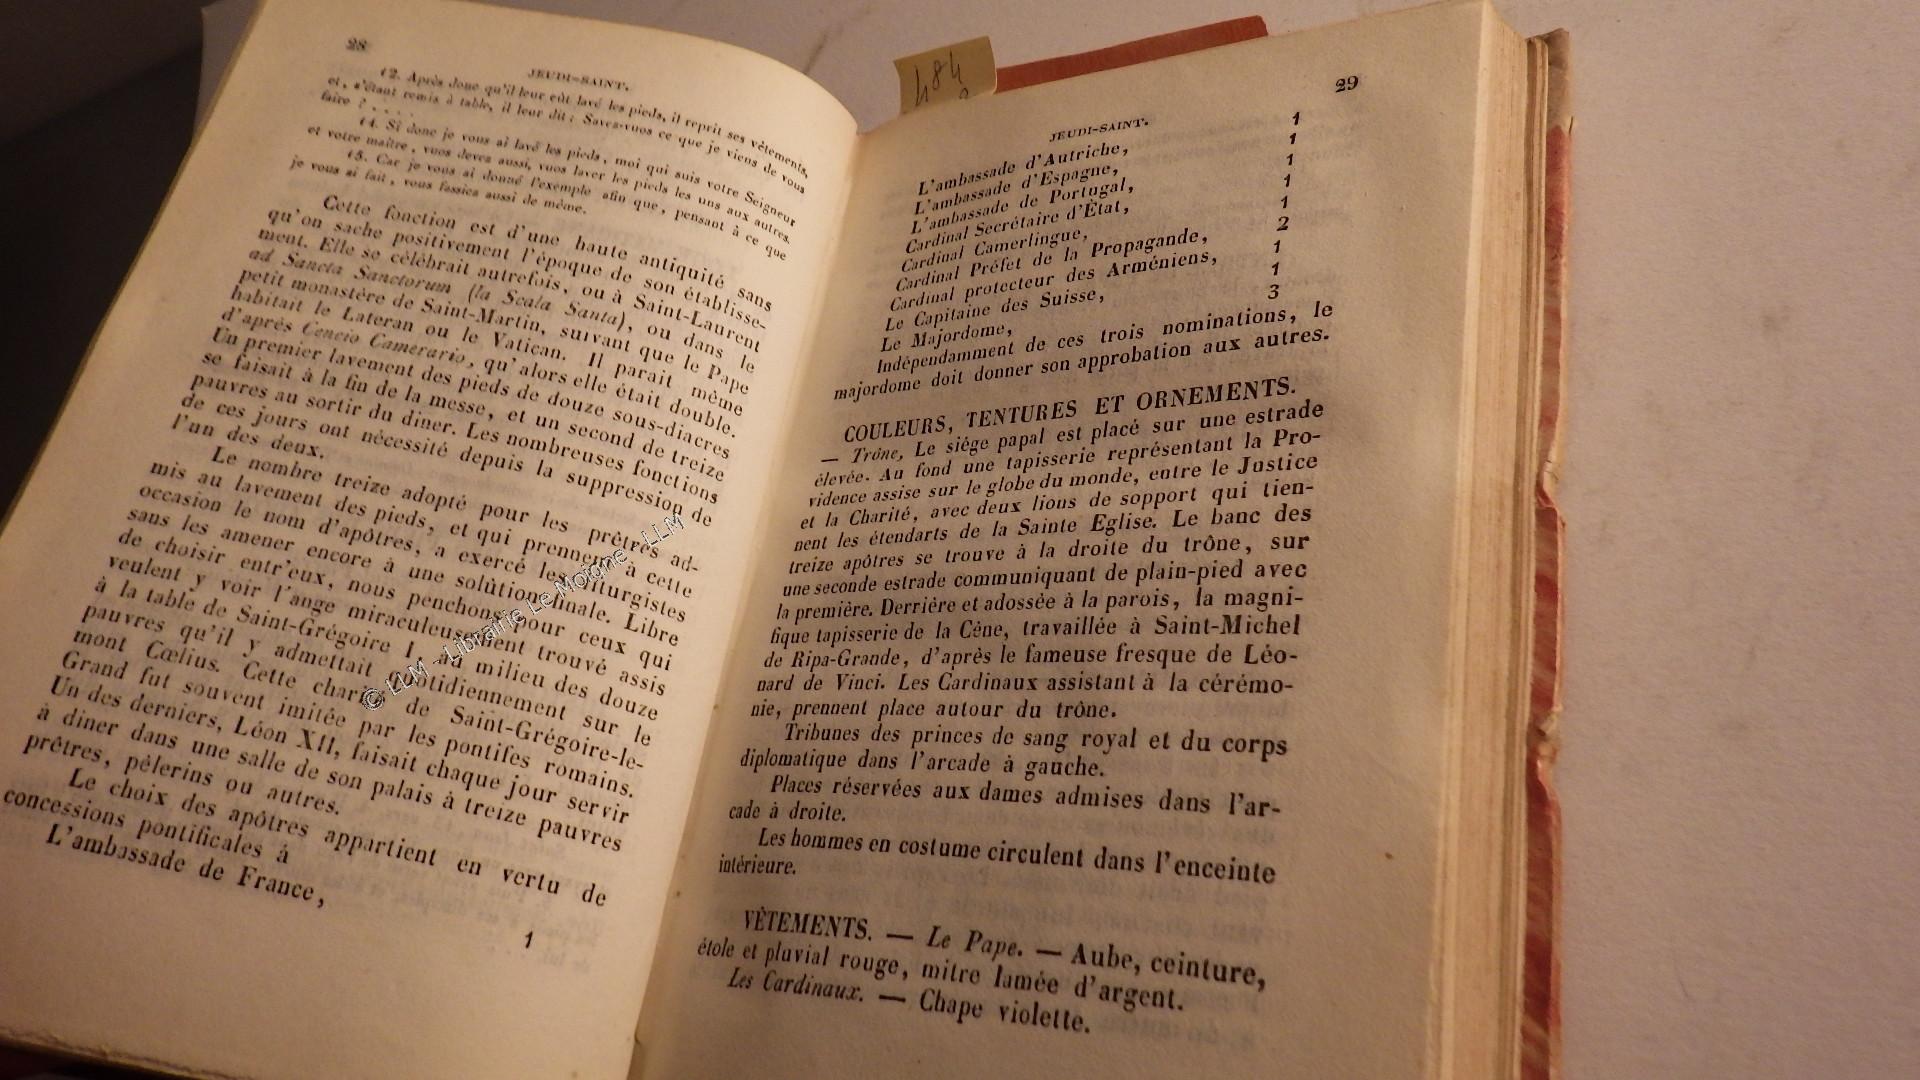 28
JEUDI-SAINT.
12. Après donc qu'il leur eût lavé les pieds, il reprit ses vêtements,
et, s'étant remis à table, il leur dit : Savez-vuos ce que je viens de vous
faire ? . . . .
14. Si donc je vous ai lavé les pieds, moi qui suis votre Seigneur
et votre maître, vuos devez aussi, vuos laver les pieds les uns aux autres.
15. Car je vous ai donné l'exemple afin que, pensant à ce que
je vous ai fait, vous fassiez aussi de même.
Cette fonction est d'une haute antiquité sans
qu'on sache positivement l'époque de son établisse-
ment. Elle se célébrait autrefois, ou à Saint-Laurent
ad Sancta Sanctorum (la Scala Santa), ou dans le
petit monastère de Saint-Martin, suivant que le Pape
habitait le Lateran ou le Vatican. Il parait même
d'après Cencio Camerario, qu'alors elle était double.
Un premier lavement des pieds de douze sous-diacres
se faisait à la fin de la messe, et un second de treize
pauvres au sortir du diner. Les nombreuses fonctions
de ces jours ont nécessité depuis la suppression de
l'un des deux.
Le nombre treize adopté pour les prêtres ad-
mis au lavement des pieds, et qui prennent à cette
occasion le nom d'apôtres, a exercé les liturgistes
sans les amener encore à une solùtion finale. Libre
de choisir entr'eux, nous penchons pour ceux qui
veulent y voir l'ange miraculeusement trouvé assis
à la table de Saint-Grégoire I, au milieu des douze
pauvres qu'il y admettait quotidiennement sur le
mont Cœlius. Cette charité de Saint-Grégoire-le-
Grand fut souvent imitée par les pontifes romains.
Un des derniers, Léon XII, faisait chaque jour servir
à diner dans une salle de son palais à treize pauvres
prêtres, pèlerins ou autres.
Le choix des apôtres appartient en vertu de
concessions pontificales à
L'ambassade de France, 1
© LLM - Librairie Le Moigne - LLM
484
29
JEUDI-SAINT.
L'ambassade d'Autriche, 1
L'ambassade d'Espagne, 1
L'ambassade de Portugal, 1
Cardinal Secrétaire d'Ètat, 1
Cardinal Camerlingue, 1
Cardinal Préfet de la Propagande, 2
Cardinal protecteur des Arméniens, 1
Le Capitaine des Suisse, 1
Le Majordome, 3
Indépendamment de ces trois nominations, le
majordome doit donner son approbation aux autres.
COULEURS, TENTURES ET ORNEMENTS.
— Trône, Le siége papal est placé sur une estrade
élevée. Au fond une tapisserie représentant la Pro-
vidence assise sur le globe du monde, entre le Justice
et la Charité, avec deux lions de sopport qui tien-
nent les étendarts de la Sainte Eglise. Le banc des
treize apôtres se trouve à la droite du trône, sur
une seconde estrade communiquant de plain-pied avec
la première. Derriére et adossée à la parois, la magni-
fique tapisserie de la Cène, travaillée à Saint-Michel
de Ripa-Grande, d'après le fameuse fresque de Léo-
nard de Vinci. Les Cardinaux assistant à la cérémo-
nie, prennent place autour du trône.
Tribunes des princes de sang royal et du corps
diplomatique dans l'arcade à gauche.
Places réservées aux dames admises dans l'ar-
cade à droite.
Les hommes en costume circulent dans l'enceinte
intérieure.
VÊTEMENTS. — Le Pape. — Aube, ceinture,
étole et pluvial rouge, mitre lamée d'argent.
Les Cardinaux. — Chape violette.